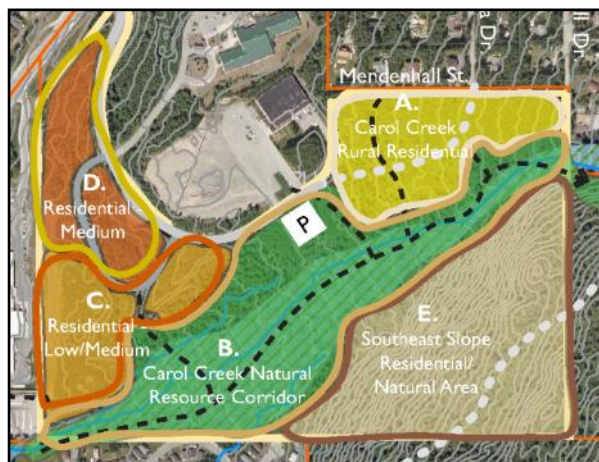 a Dr.
ll Dr.
Mendenhall St.
A.
Carol Creek
Rural Residential
D.
Residential
Medium
P
C.
Residential -
Low/Medium
B.
Carol Creek Natural
Resource Corridor
E.
Southeast Slope
Residential/
Natural Area